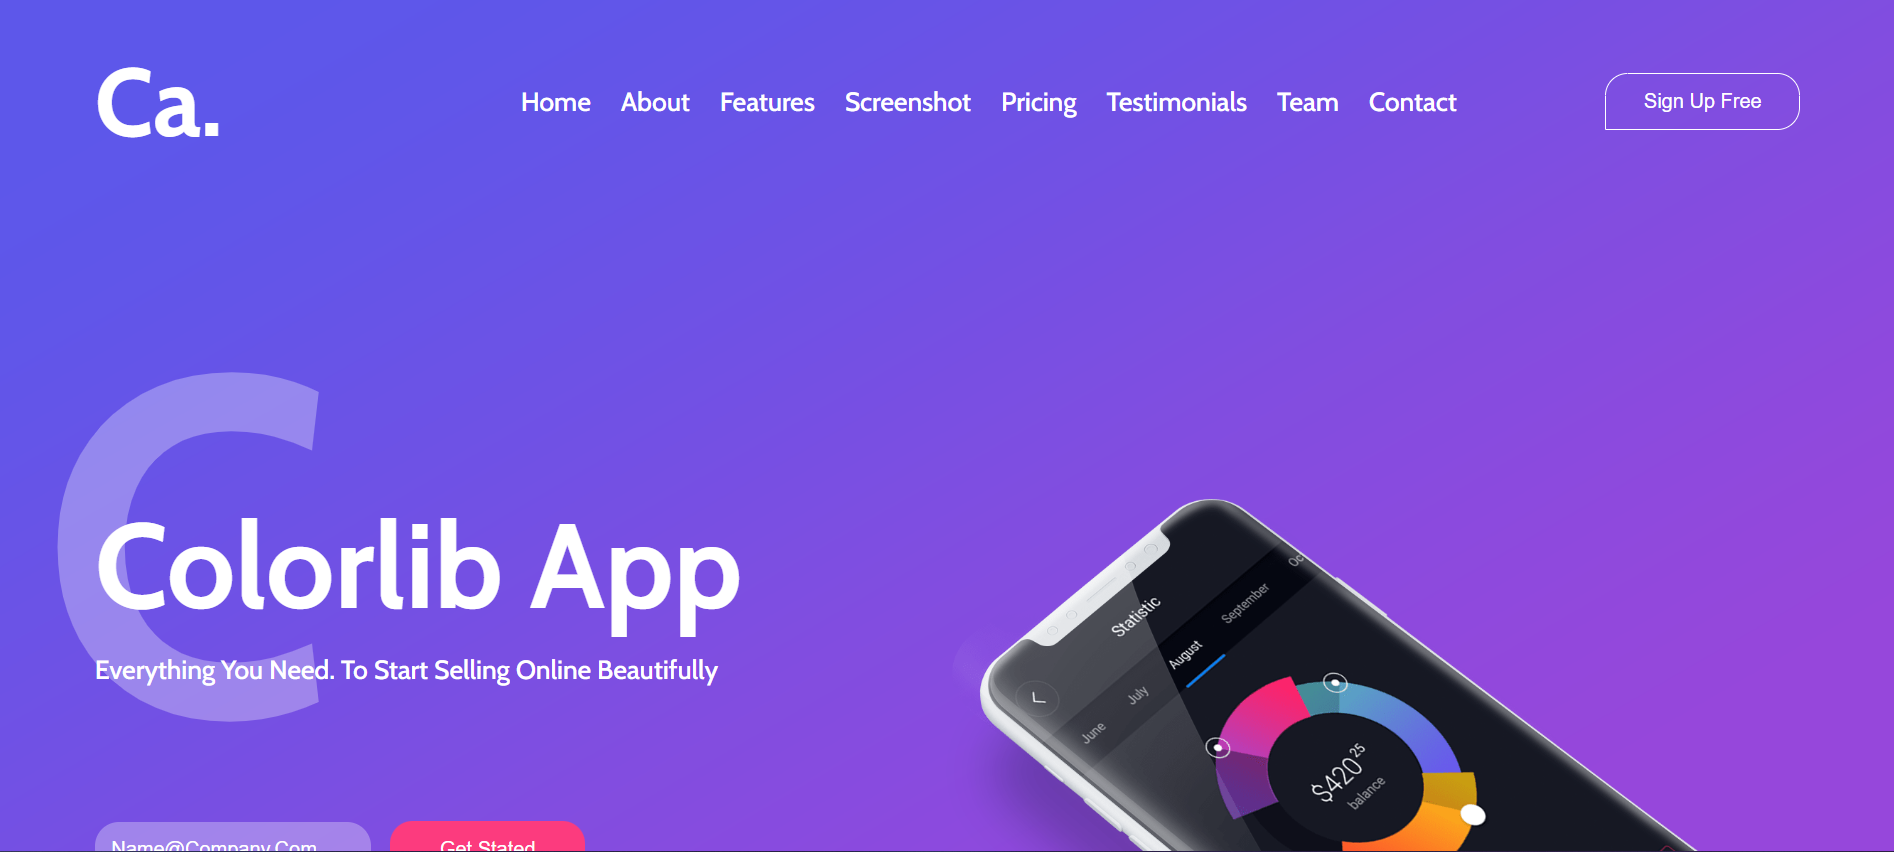 Ca.
Home About Features Screenshot Pricing Testimonials Team Contact
Sign Up Free
C
Colorlib App
Everything You Need. To Start Selling Online Beautifully
Name@Company.Com
Get Stated
Statistic
June July August September Oc
$420 25
balance